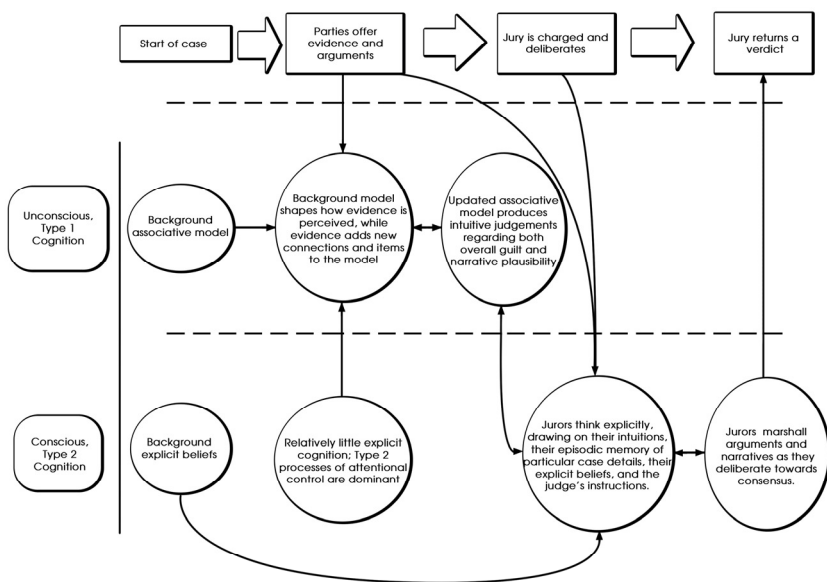 Start of case
Parties offer
evidence and
arguments
Jury is charged and
deliberates
Jury returns a
verdict
Unconscious,
Type 1
Cognition
Background
associative model
Background model
shapes how evidence is
perceived, while
evidence adds new
connections and items
to the model
Updated associative
model produces
intuitive judgements
regarding both
overall guilt and
narrative plausibility
Conscious,
Type 2
Cognition
Background
explicit beliefs
Relatively little explicit
cognition; Type 2
processes of attentional
control are dominant
Jurors think explicitly,
drawing on their intuitions,
their episodic memory of
particular case details, their
explicit beliefs, and the
judge's instructions.
Jurors marshall
arguments and
narratives as they
deliberate towards
consensus.